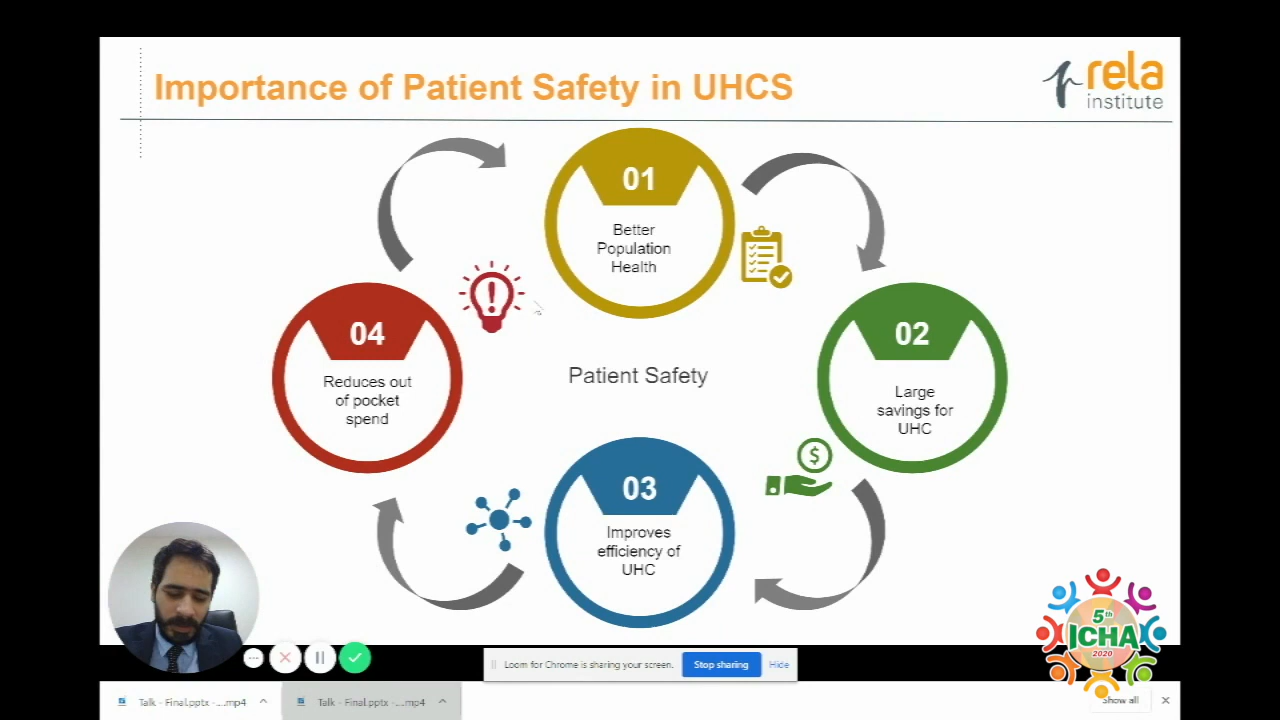 Importance of Patient Safety in UHCS
rela
institute
01
Better
Population
Health
04
Reduces out
of pocket
spend
02
Large
savings for
UHC
$
Patient Safety
03
Improves
efficiency of
UHC
5th
ICHA
2020
Loom for Chrome is sharing your screen.
Stop sharing
Hide
Talk - Final.pptx - ....mp4
Talk - Final.pptx - ....mp4
Show all